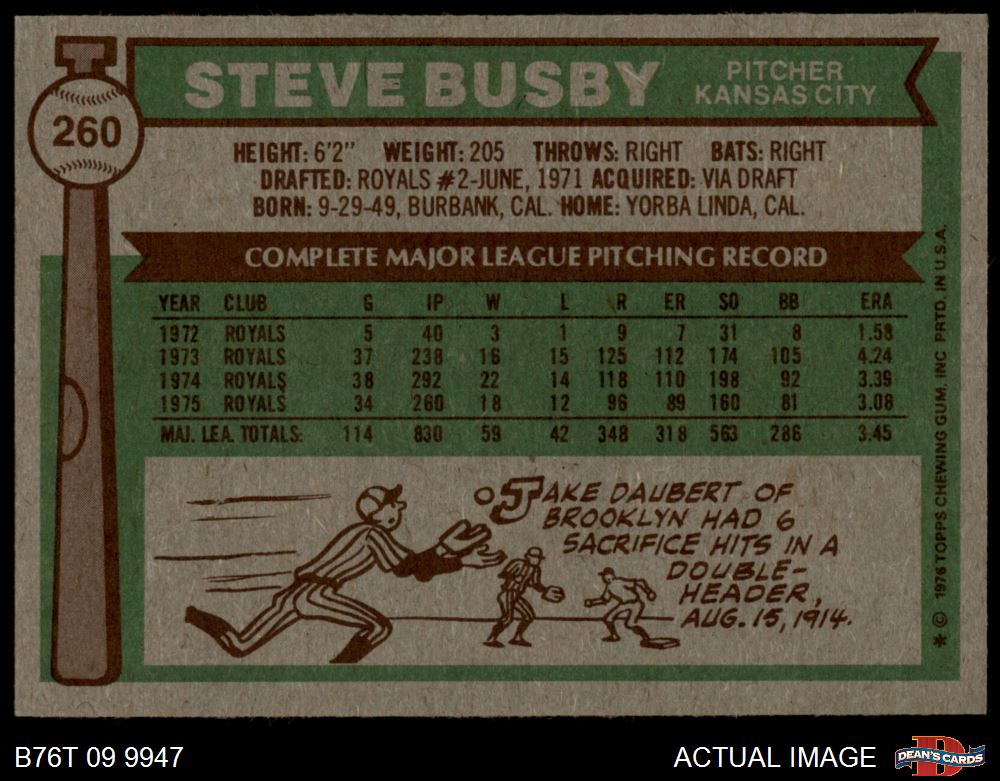 260
STEVE BUSBY
PITCHER
KANSAS CITY
HEIGHT: 6'2" WEIGHT: 205 THROWS: RIGHT BATS: RIGHT
DRAFTED: ROYALS #2-JUNE, 1971 ACQUIRED: VIA DRAFT
BORN: 9-29-49, BURBANK, CAL. HOME: YORBA LINDA, CAL.
COMPLETE MAJOR LEAGUE PITCHING RECORD
YEAR CLUB G IP W L R ER SO BB ERA
1972 ROYALS 5 40 3 1 9 7 31 8 1.58
1973 ROYALS 37 238 16 15 125 112 174 105 4.24
1974 ROYALS 38 292 22 14 118 110 198 92 3.39
1975 ROYALS 34 260 18 12 96 89 160 81 3.08
MAJ. LEA. TOTALS: 114 830 59 42 348 318 563 286 3.45
JAKE DAUBERT OF
BROOKLYN HAD 6
SACRIFICE HITS IN A
DOUBLE-
HEADER,
AUG. 15, 1914.
* © 1976 TOPPS CHEWING GUM, INC PRTD. IN U.S.A.
B76T 09 9947
ACTUAL IMAGE
D
DEAN'S CARDS